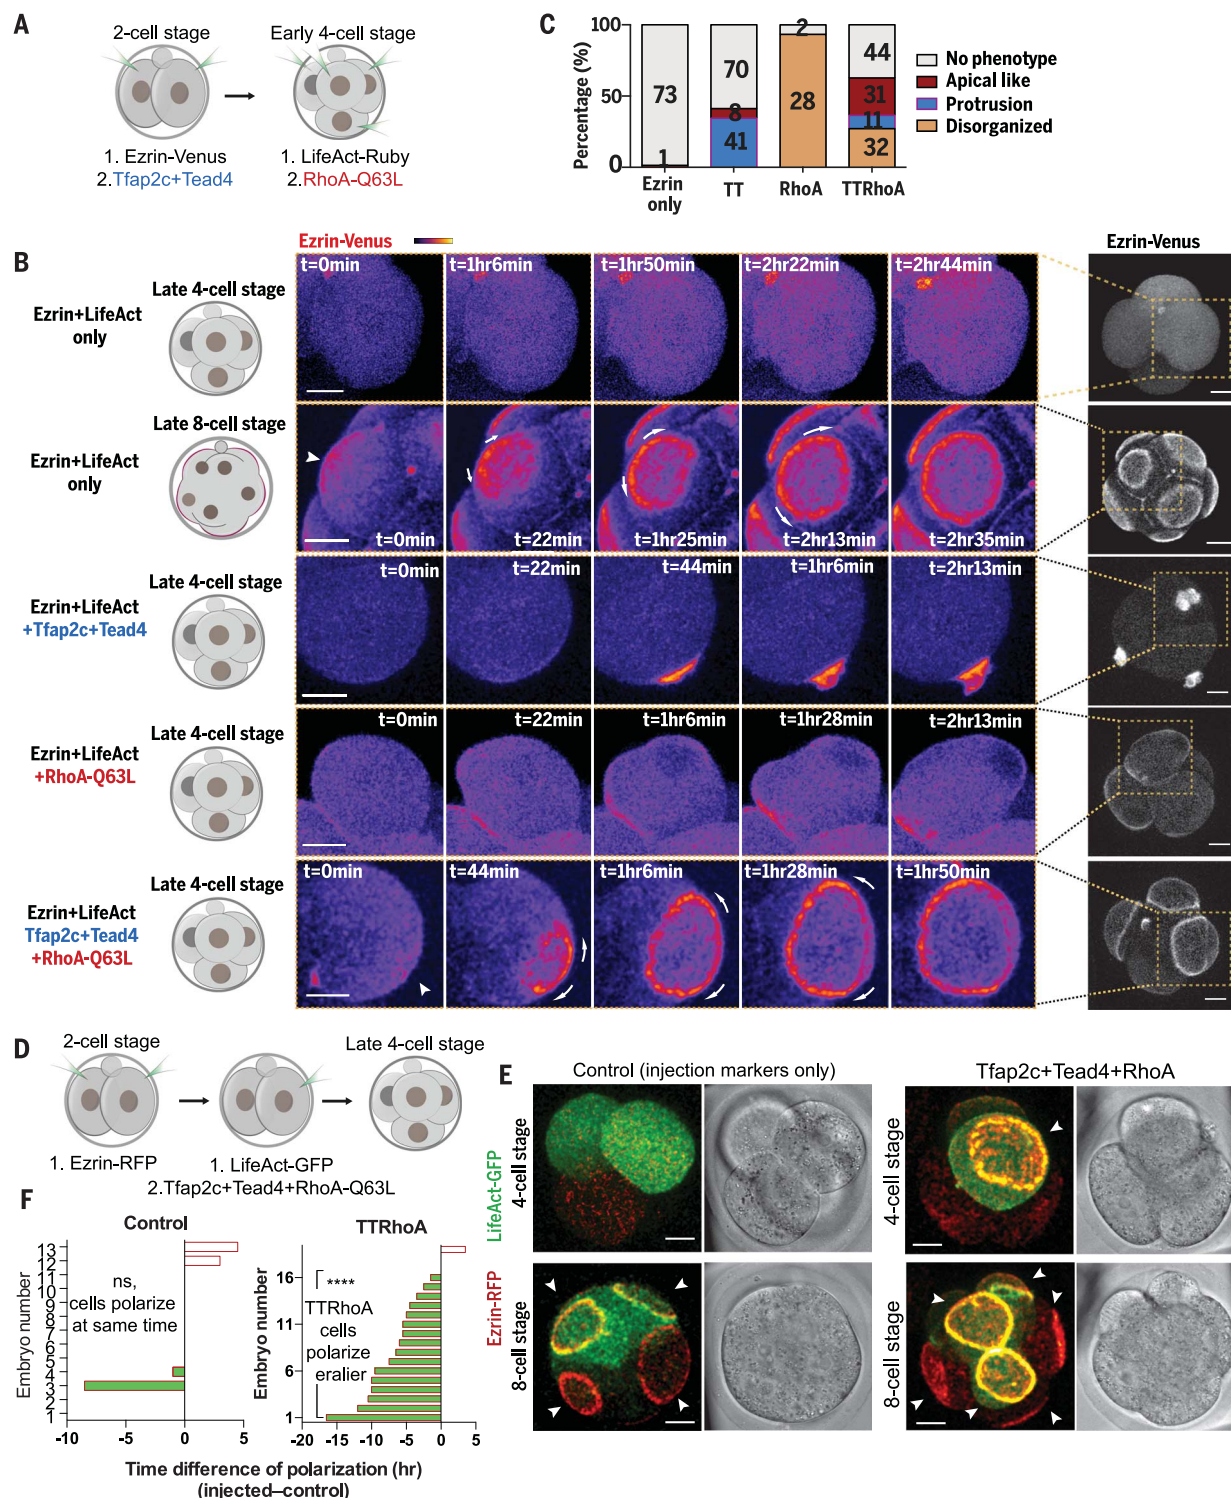 A
2-cell stage
Early 4-cell stage
1. Ezrin-Venus
2.Tfap2c+Tead4
1. LifeAct-Ruby
2.RhoA-Q63L
C
Percentage (%)
100
50
0
73
1
70
8
41
2
28
44
31
11
32
Ezrin
only
TT
RhoA
TTRhoA
No phenotype
Apical like
Protrusion
Disorganized
B
Ezrin-Venus
Ezrin-Venus
Ezrin+LifeAct
only
Late 4-cell stage
t=0min
t=1hr6min
t=1hr50min
t=2hr22min
t=2hr44min
Ezrin+LifeAct
only
Late 8-cell stage
t=0min
t=22min
t=1hr25min
t=2hr13min
t=2hr35min
Ezrin+LifeAct
+Tfap2c+Tead4
Late 4-cell stage
t=0min
t=22min
t=44min
t=1hr6min
t=2hr13min
Ezrin+LifeAct
+RhoA-Q63L
Late 4-cell stage
t=0min
t=22min
t=1hr6min
t=1hr28min
t=2hr13min
Ezrin+LifeAct
Tfap2c+Tead4
+RhoA-Q63L
Late 4-cell stage
t=0min
t=44min
t=1hr6min
t=1hr28min
t=1hr50min
D
2-cell stage
Late 4-cell stage
1. Ezrin-RFP
1. LifeAct-GFP
2.Tfap2c+Tead4+RhoA-Q63L
E
Control (injection markers only)
Tfap2c+Tead4+RhoA
LifeAct-GFP
Ezrin-RFP
4-cell stage
8-cell stage
4-cell stage
8-cell stage
F
Control
Embryo number
13
12
11
10
9
8
7
6
5
4
3
2
1
ns,
cells polarize
at same time
-10
-5
0
5
TTRhoA
Embryo number
16
11
6
1
****
TTRhoA
cells
polarize
eralier
-20
-15
-10
-5
0
5
Time difference of polarization (hr)
(injected–control)